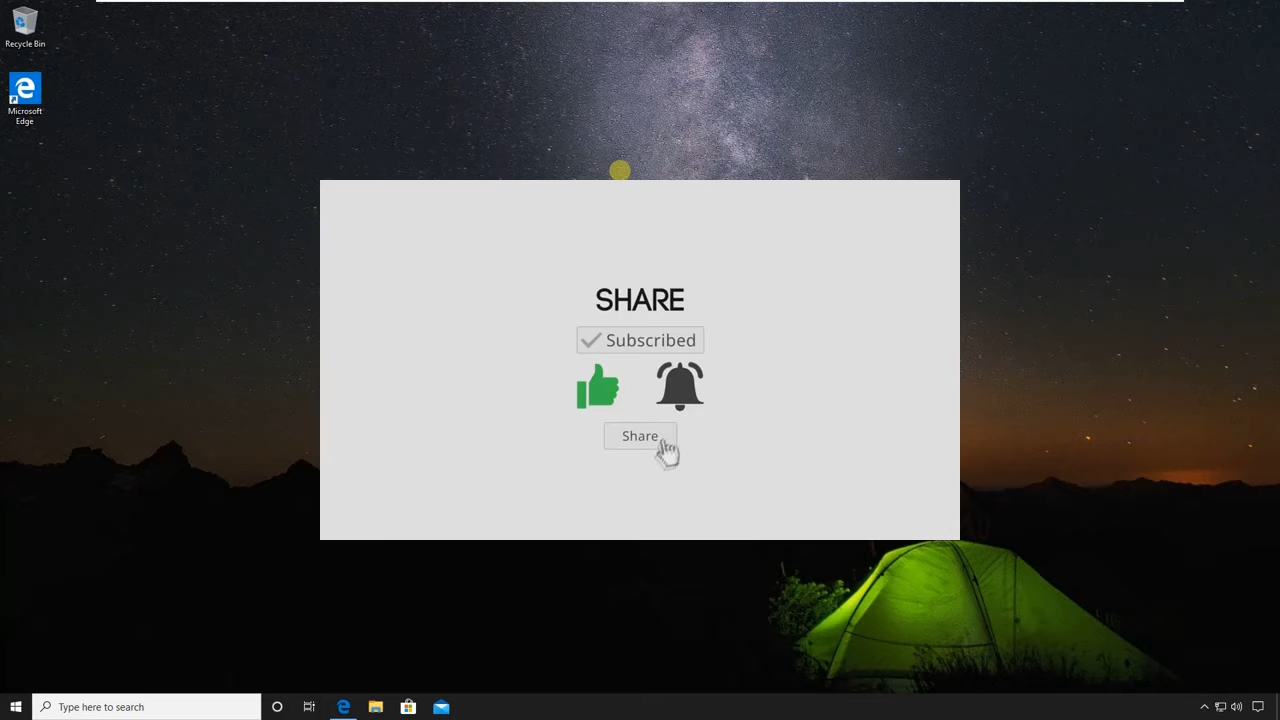 Recycle Bin
Microsoft
Edge
SHARE
Subscribed
Share
Type here to search